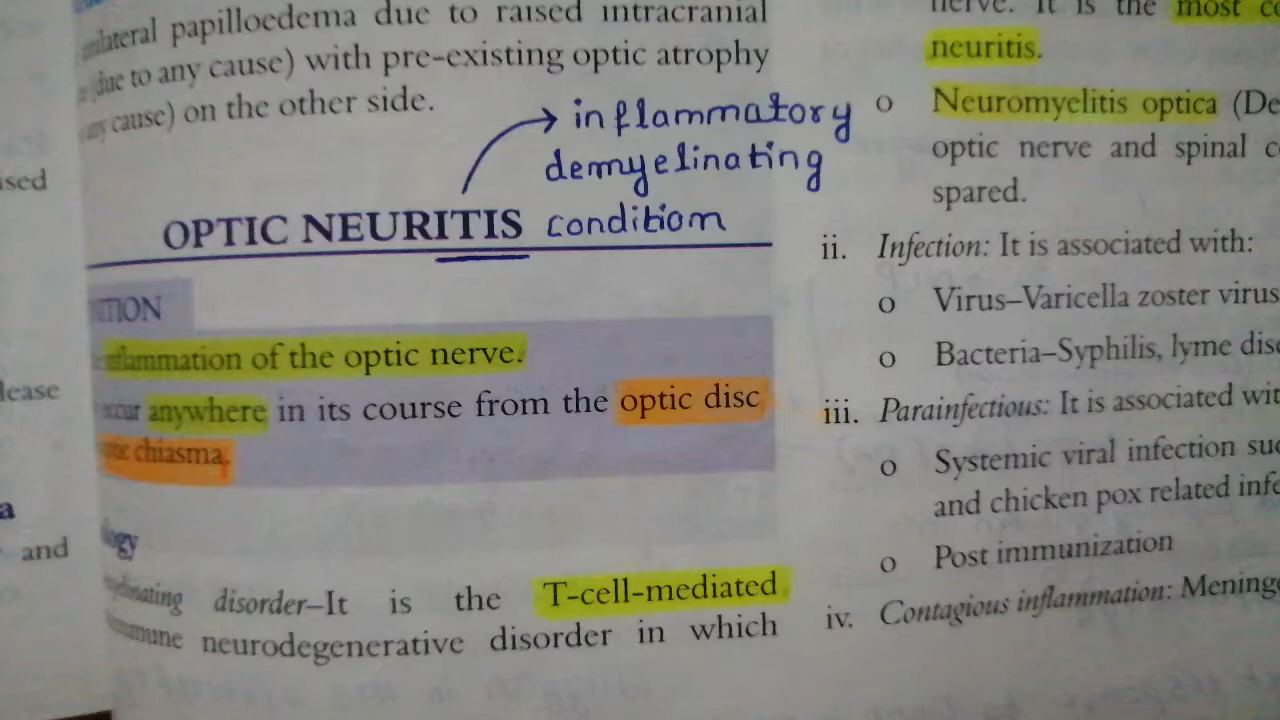 ised
lease
a
and
papilloedema due to raised intracranial
due to any cause) with pre-existing optic atrophy
cause) on the other side.
inflammatory
demyelinating
OPTIC NEURITIS condition
of the optic nerve.
anywhere in its course from the optic disc
chiasma.
disorder–It is the T-cell-mediated
neurodegenerative disorder in which
nerve. It is the most
neuritis.
o Neuromyelitis optica (De
optic nerve and spinal
spared.
ii. Infection: It is associated with:
o Virus–Varicella zoster virus
o Bacteria–Syphilis, lyme
iii. Parainfectious: It is associated
o Systemic viral infection
and chicken pox related
o Post immunization
iv. Contagious inflammation: